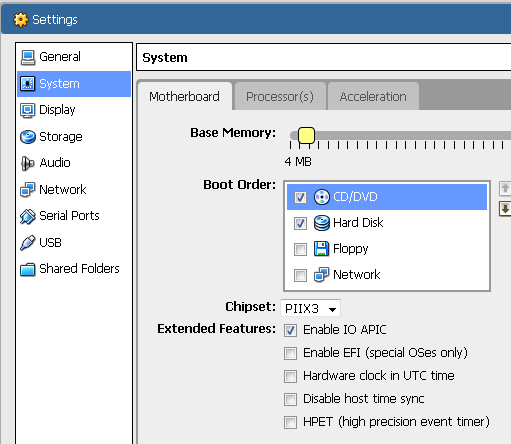 Settings
General
System
Display
Storage
Audio
Network
Serial Ports
USB
Shared Folders
System
Motherboard Processor(s) Acceleration
Base Memory:
4 MB
Boot Order:
CD/DVD
Hard Disk
Floppy
Network
Chipset: PIIX3
Extended Features: Enable IO APIC
Enable EFI (special OSes only)
Hardware clock in UTC time
Disable host time sync
HPET (high precision event timer)